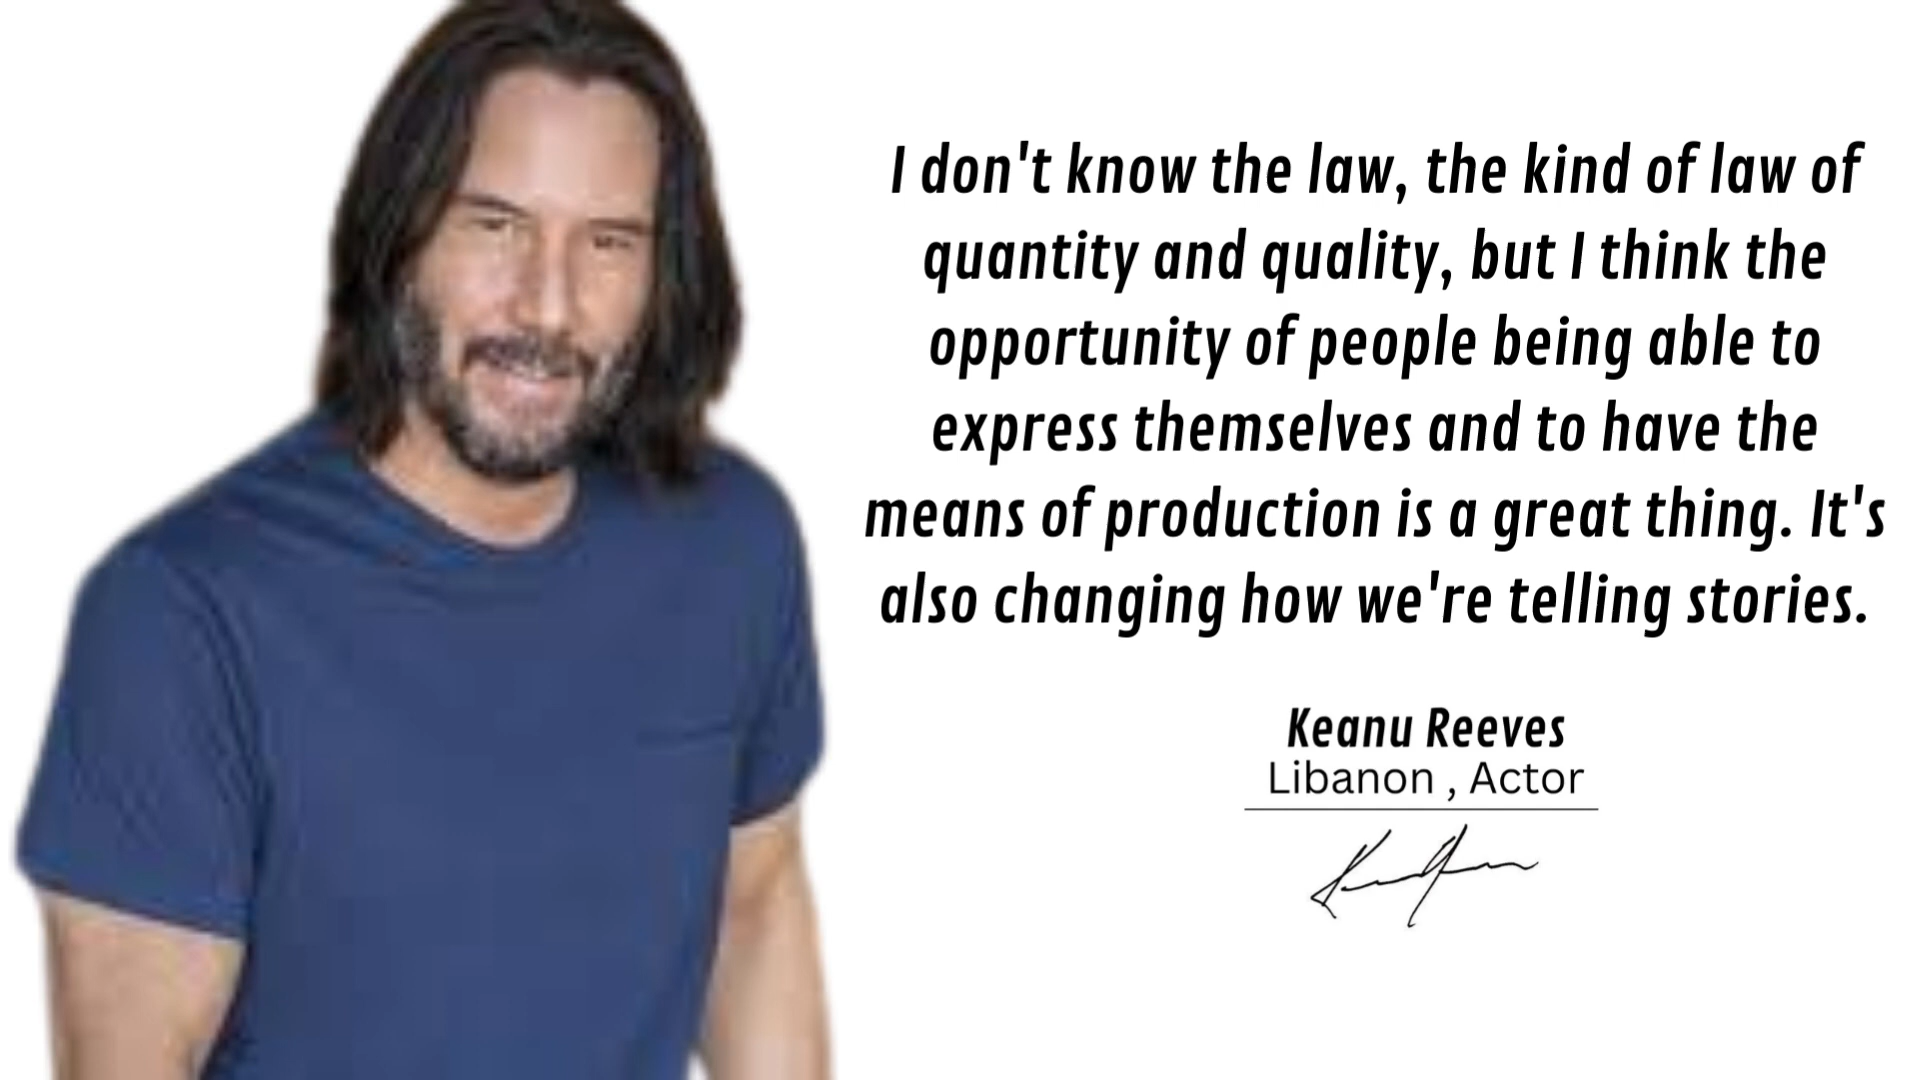 I don't know the law, the kind of law of
quantity and quality, but I think the
opportunity of people being able to
express themselves and to have the
means of production is a great thing. It's
also changing how we're telling stories.
Keanu Reeves
Libanon , Actor